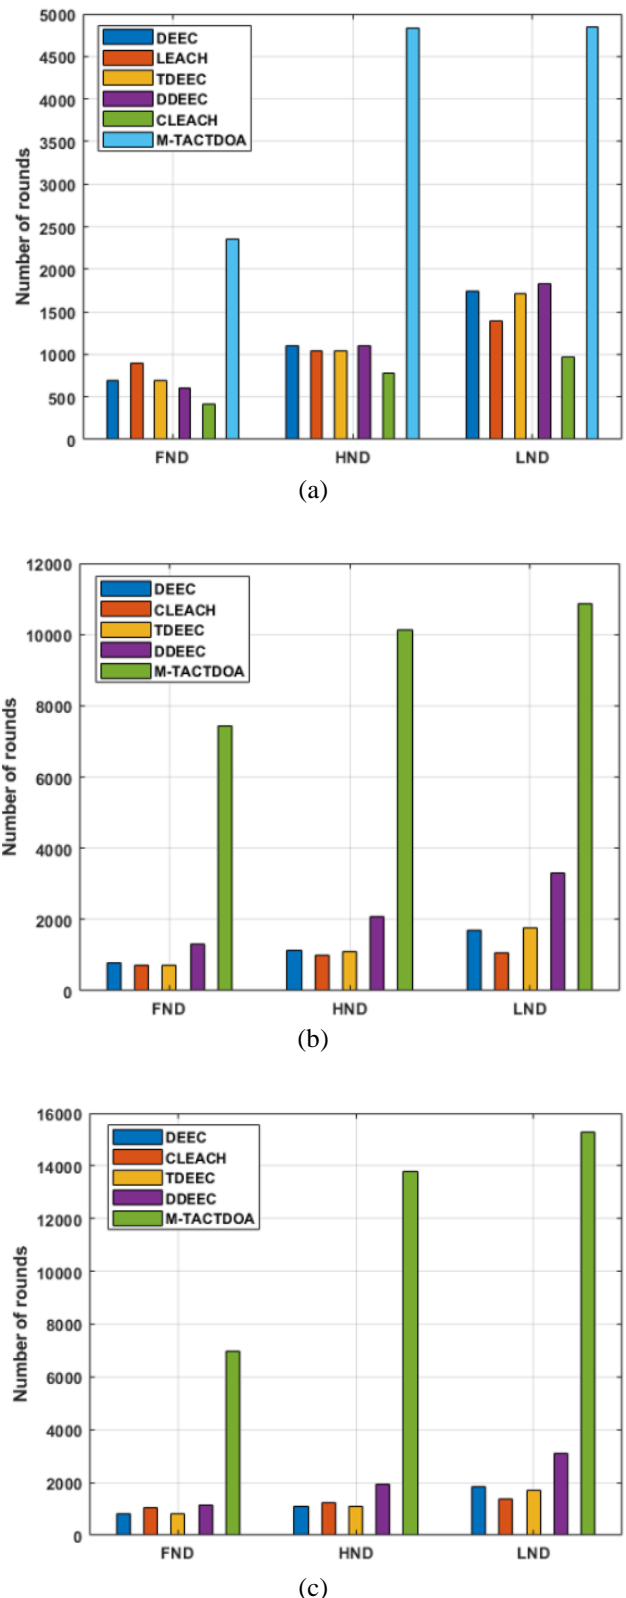 5000
4500
4000
3500
3000
2500
2000
1500
1000
500
0
Number of rounds
DEEC
LEACH
TDEEC
DDEEC
CLEACH
M-TACTDOA
FND HND LND
(a)
12000
10000
8000
6000
4000
2000
0
Number of rounds
DEEC
CLEACH
TDEEC
DDEEC
M-TACTDOA
FND HND LND
(b)
16000
14000
12000
10000
8000
6000
4000
2000
0
Number of rounds
DEEC
CLEACH
TDEEC
DDEEC
M-TACTDOA
FND HND LND
(c)